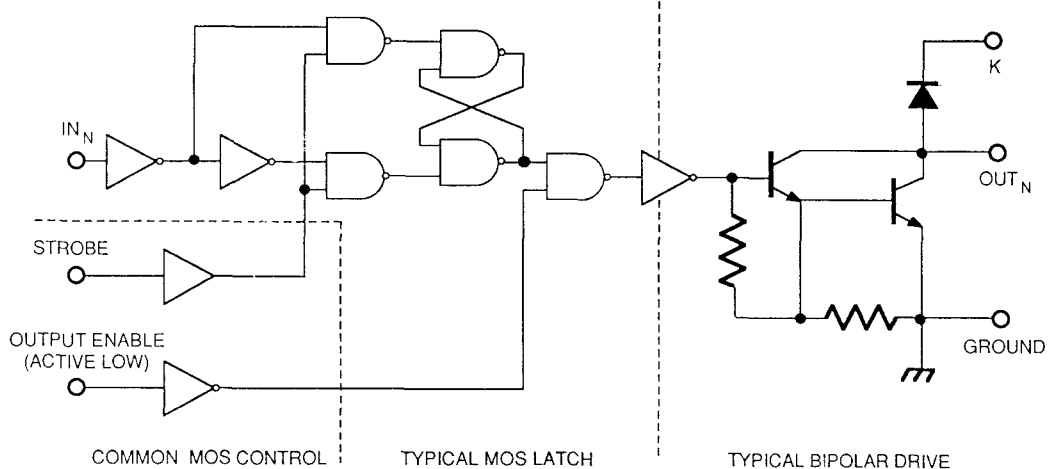 K
IN N
OUT N
STROBE
OUTPUT ENABLE
(ACTIVE LOW)
GROUND
COMMON MOS CONTROL
TYPICAL MOS LATCH
TYPICAL BIPOLAR DRIVE